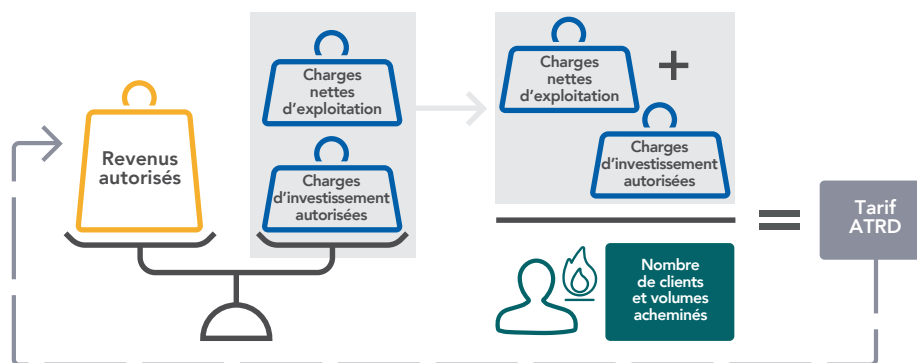 Revenus
autorisés
Charges
nettes
d'exploitation
Charges
d'investissement
autorisées
Charges
nettes
d'exploitation
+
Charges
d'investissement
autorisées
Nombre
de clients
et volumes
acheminés
=
Tarif
ATRD